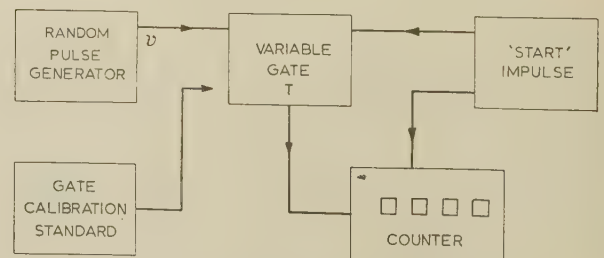 RANDOM
PULSE
GENERATOR
υ
VARIABLE
GATE
T
'START'
IMPULSE
GATE
CALIBRATION
STANDARD
COUNTER